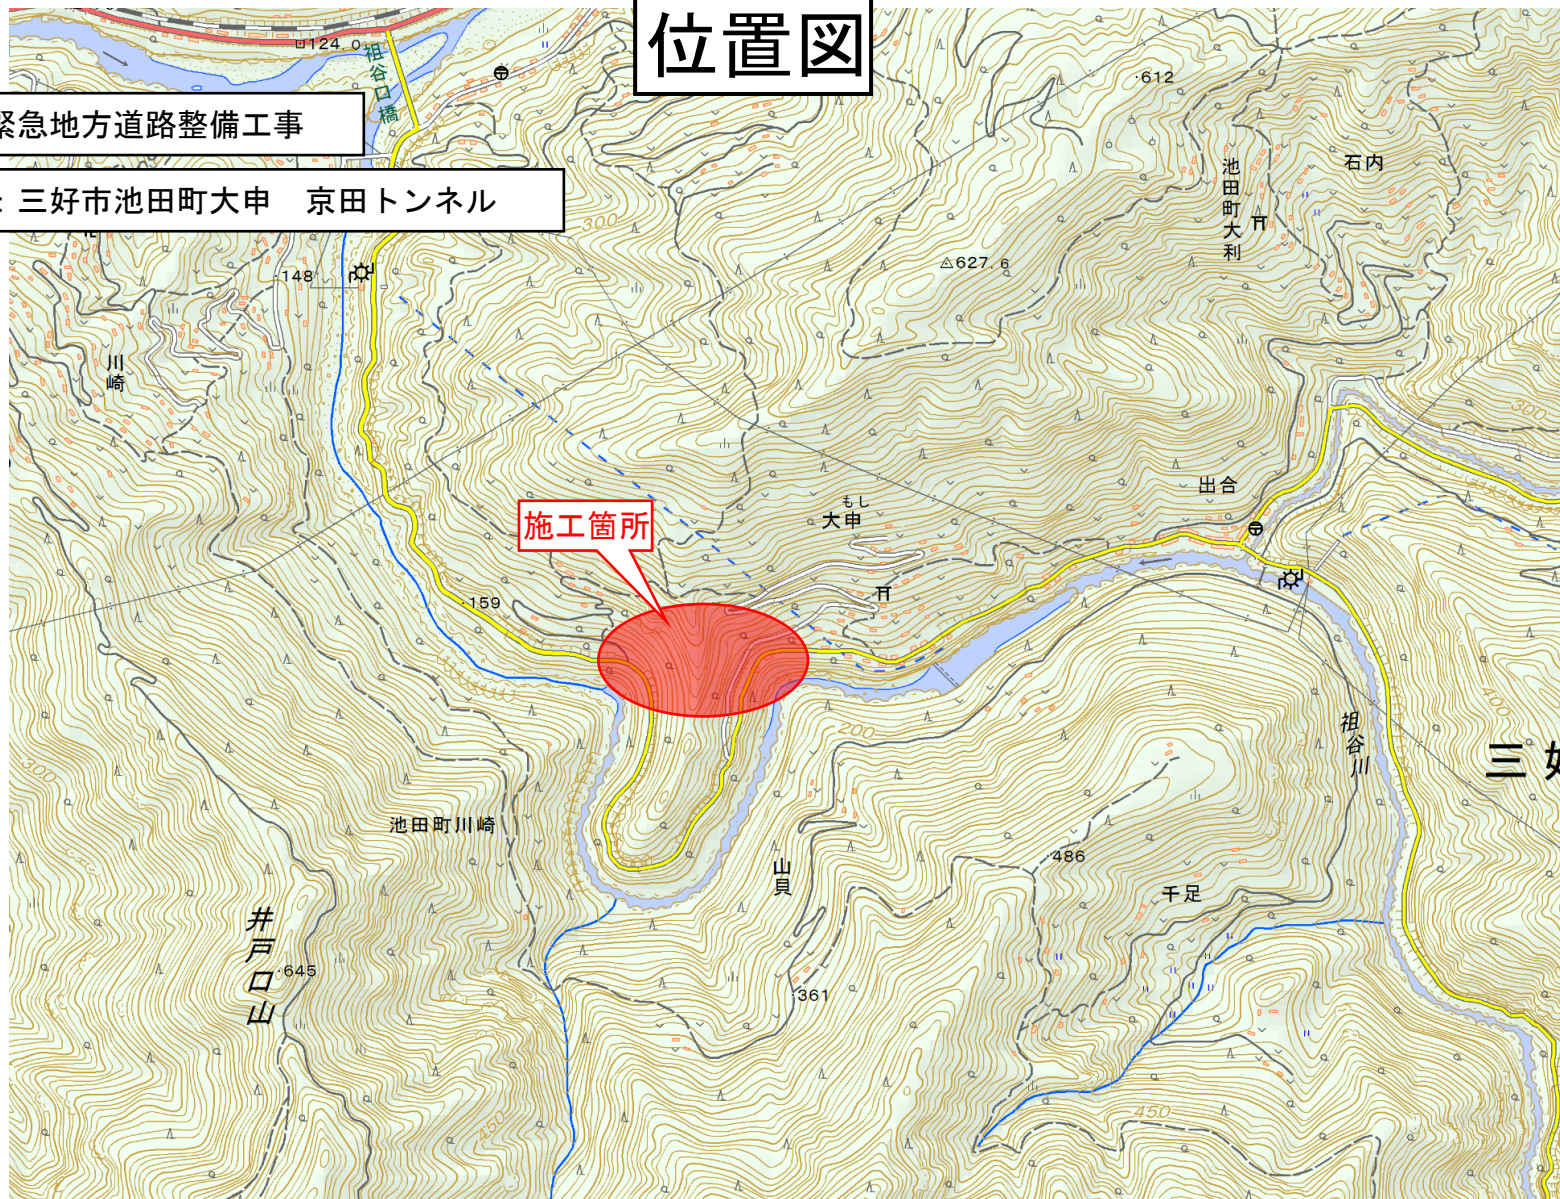 位置図
124.0
祖谷口橋
緊急地方道路整備工事
: 三好市池田町大申　京田トンネル
612
石内
池田町大利
300
627.6
148
川崎
300
出合
もし
大申
施工箇所
159
200
400
祖谷川
三
300
池田町川崎
山貝
486
千足
井戸口山
645
361
450
450